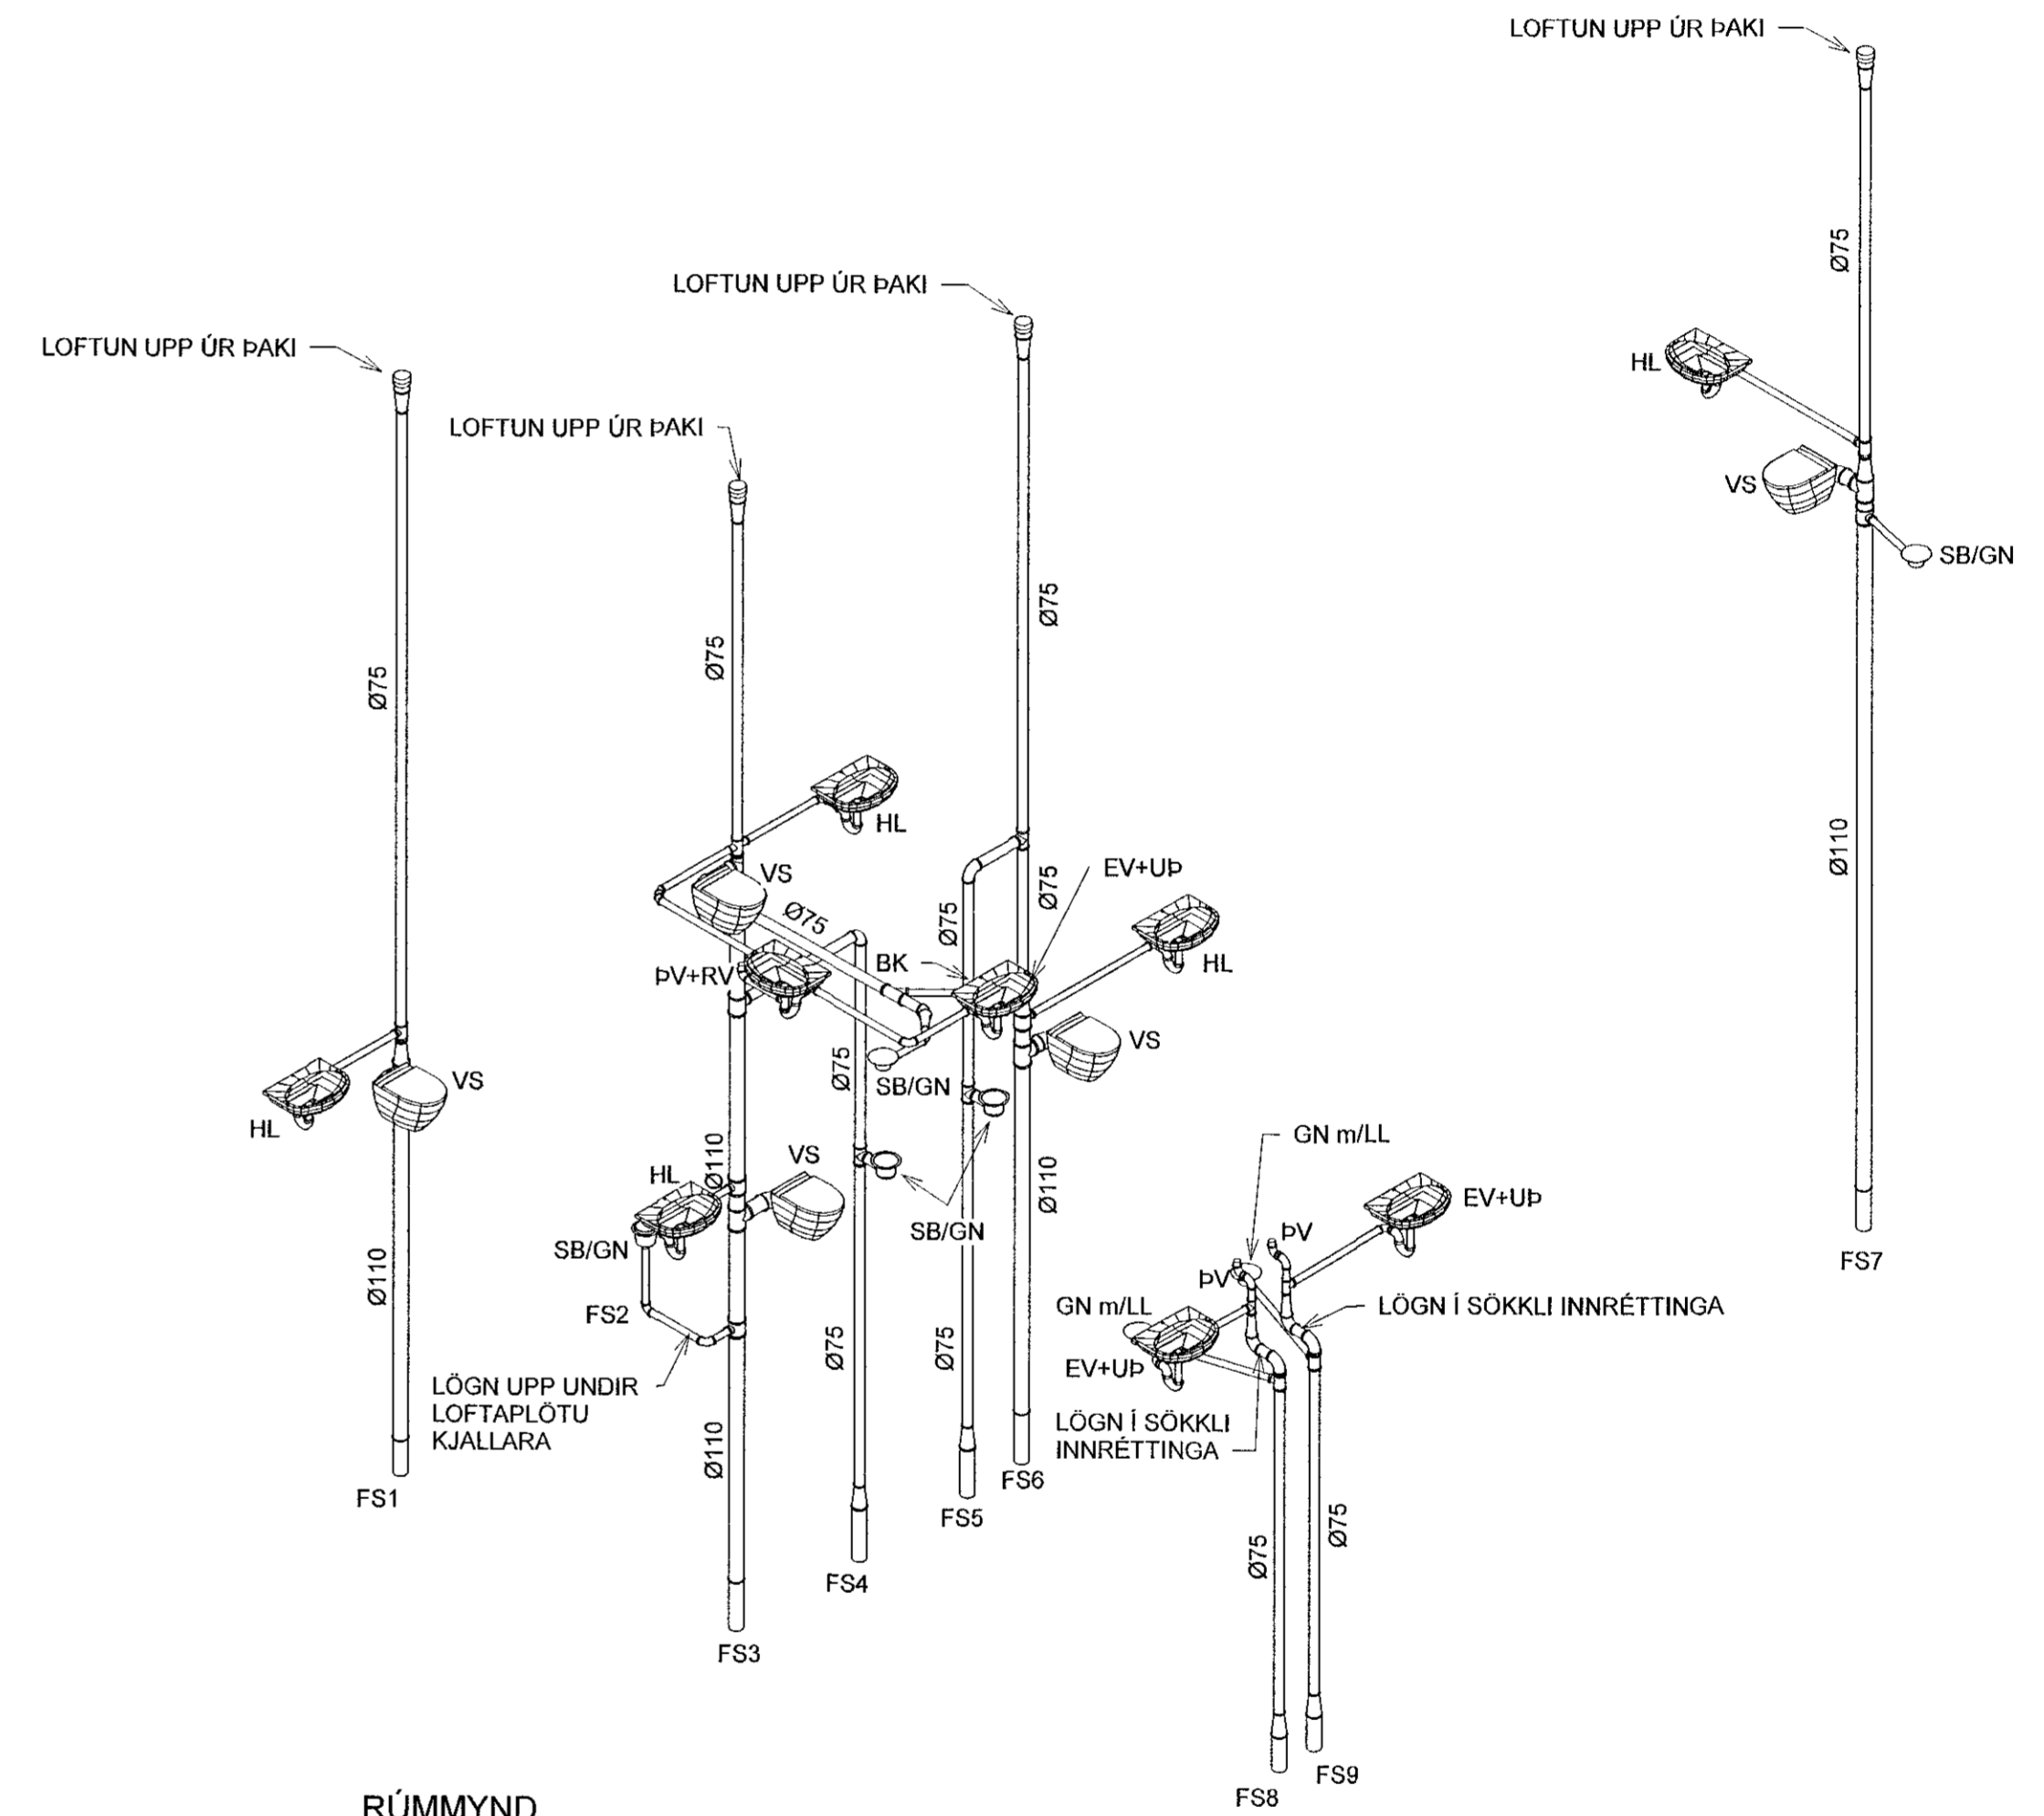 LOFTUN UPP ÚR ÞAKI
LOFTUN UPP ÚR ÞAKI
LOFTUN UPP ÚR ÞAKI
LOFTUN UPP ÚR ÞAKI
Ø75
HL
VS
SB/GN
Ø75
Ø75
Ø75
HL
VS
Ø75
Ø75
Ø75
EV+UÞ
BK
HL
ÞV+RV
Ø110
VS
HL
VS
SB/GN
Ø75
Ø110
VS
HL
SB/GN
Ø110
SB/GN
GN m/LL
EV+UÞ
ÞV
ÞV
FS7
Ø110
FS2
GN m/LL
LÖGN Í SÖKKLI INNRÉTTINGA
EV+UÞ
Ø75
Ø75
LÖGN UPP UNDIR
LOFTAPLÖTU
KJALLARA
LÖGN Í SÖKKLI
INNRÉTTINGA
Ø110
FS1
FS6
FS5
Ø75
Ø75
FS4
FS3
FS9
FS8
RÚMMYND